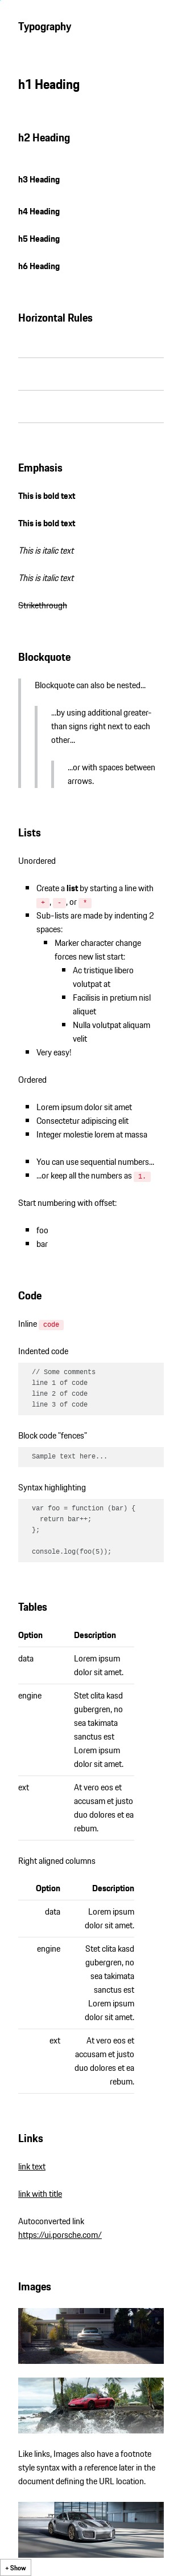 Typography
h1 Heading
h2 Heading
h3 Heading
h4 Heading
h5 Heading
h6 Heading
Horizontal Rules
Emphasis
This is bold text
This is bold text
This is italic text
This is italic text
Strikethrough
Blockquote
Blockquote can also be nested...
...by using additional greater-
than signs right next to each
other...
...or with spaces between
arrows.
Lists
Unordered
Create a list by starting a line with
+ , - , or *
Sub-lists are made by indenting 2
spaces:
Marker character change
forces new list start:
Ac tristique libero
volutpat at
Facilisis in pretium nisl
aliquet
Nulla volutpat aliquam
velit
Very easy!
Ordered
Lorem ipsum dolor sit amet
Consectetur adipiscing elit
Integer molestie lorem at massa
You can use sequential numbers...
...or keep all the numbers as 1.
Start numbering with offset:
foo
bar
Code
Inline code
Indented code
// Some comments
line 1 of code
line 2 of code
line 3 of code
Block code "fences"
Sample text here...
Syntax highlighting
var foo = function (bar) {
return bar++;
};
console.log(foo(5));
Tables
Option Description
data Lorem ipsum
dolor sit amet.
engine Stet clita kasd
gubergren, no
sea takimata
sanctus est
Lorem ipsum
dolor sit amet.
ext At vero eos et
accusam et justo
duo dolores et ea
rebum.
Right aligned columns
Option Description
data Lorem ipsum
dolor sit amet.
engine Stet clita kasd
gubergren, no
sea takimata
sanctus est
Lorem ipsum
dolor sit amet.
ext At vero eos et
accusam et justo
duo dolores et ea
rebum.
Links
link text
link with title
Autoconverted link
https://ui.porsche.com/
Images
Like links, Images also have a footnote
style syntax with a reference later in the
document defining the URL location.
+ Show